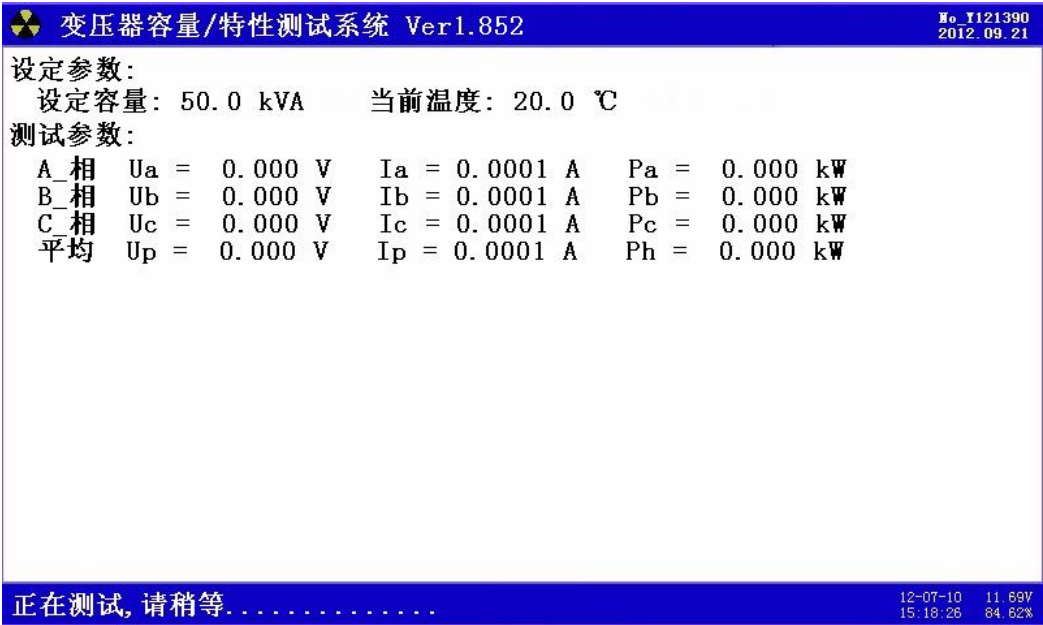 变压器容量/特性测试系统 Ver1.852
No_Y121390
2012.09.21
设定参数:
设定容量: 50.0 kVA 当前温度: 20.0 ℃
测试参数:
A_相 Ua = 0.000 V Ia = 0.0001 A Pa = 0.000 kW
B_相 Ub = 0.000 V Ib = 0.0001 A Pb = 0.000 kW
C_相 Uc = 0.000 V Ic = 0.0001 A Pc = 0.000 kW
平均 Up = 0.000 V Ip = 0.0001 A Ph = 0.000 kW
正在测试,请稍等..............
12-07-10 11.69V
15:18:26 84.62%